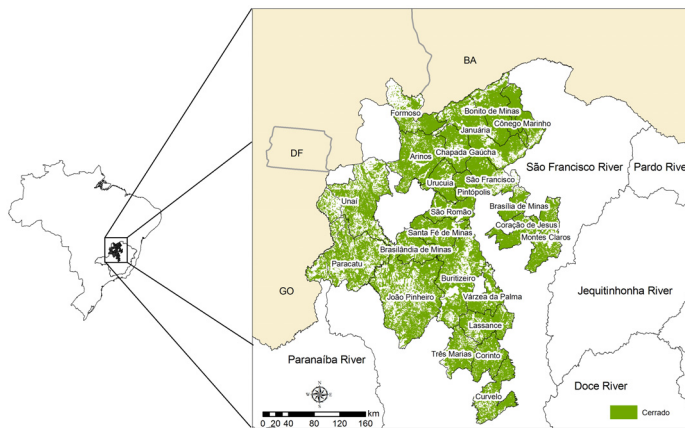 BA
Formoso
Bonito de Minas
Cônego Marinho
Januária
DF
Chapada Gaúcha
Arinos
São Francisco River
Pardo River
Urucuia
São Francisco
Pintópolis
Unaí
Brasília de Minas
São Romão
Coração de Jesus
Santa Fé de Minas
Montes Claros
Brasilândia de Minas
Paracatu
Buritizeiro
GO
João Pinheiro
Várzea da Palma
Jequitinhonha River
Lassance
Paranaíba River
Três Marias
Corinto
Doce River
N
W
E
S
Curvelo
Cerrado
km
0 20 40 80 120 160